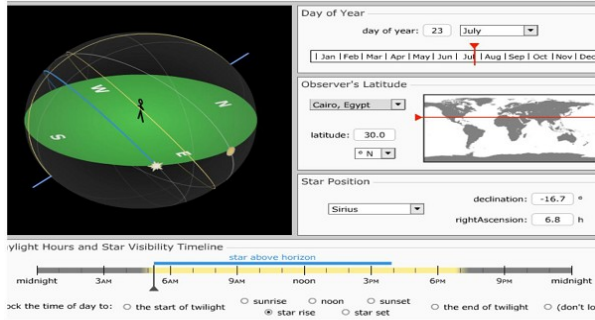 Day of Year
day of year: 23 July
Jan Feb Mar Apr May Jun Jul Aug Sep Oct Nov Dec
Observer's Latitude
Cairo, Egypt
latitude: 30.0
° N
Star Position
Sirius
declination: -16.7 °
rightAscension: 6.8 h
W
N
S
E
ylight Hours and Star Visibility Timeline
star above horizon
midnight 3AM 6AM 9AM noon 3PM 6PM 9PM midnight
ock the time of day to: the start of twilight sunrise noon sunset the end of twilight (don't lo
star rise star set